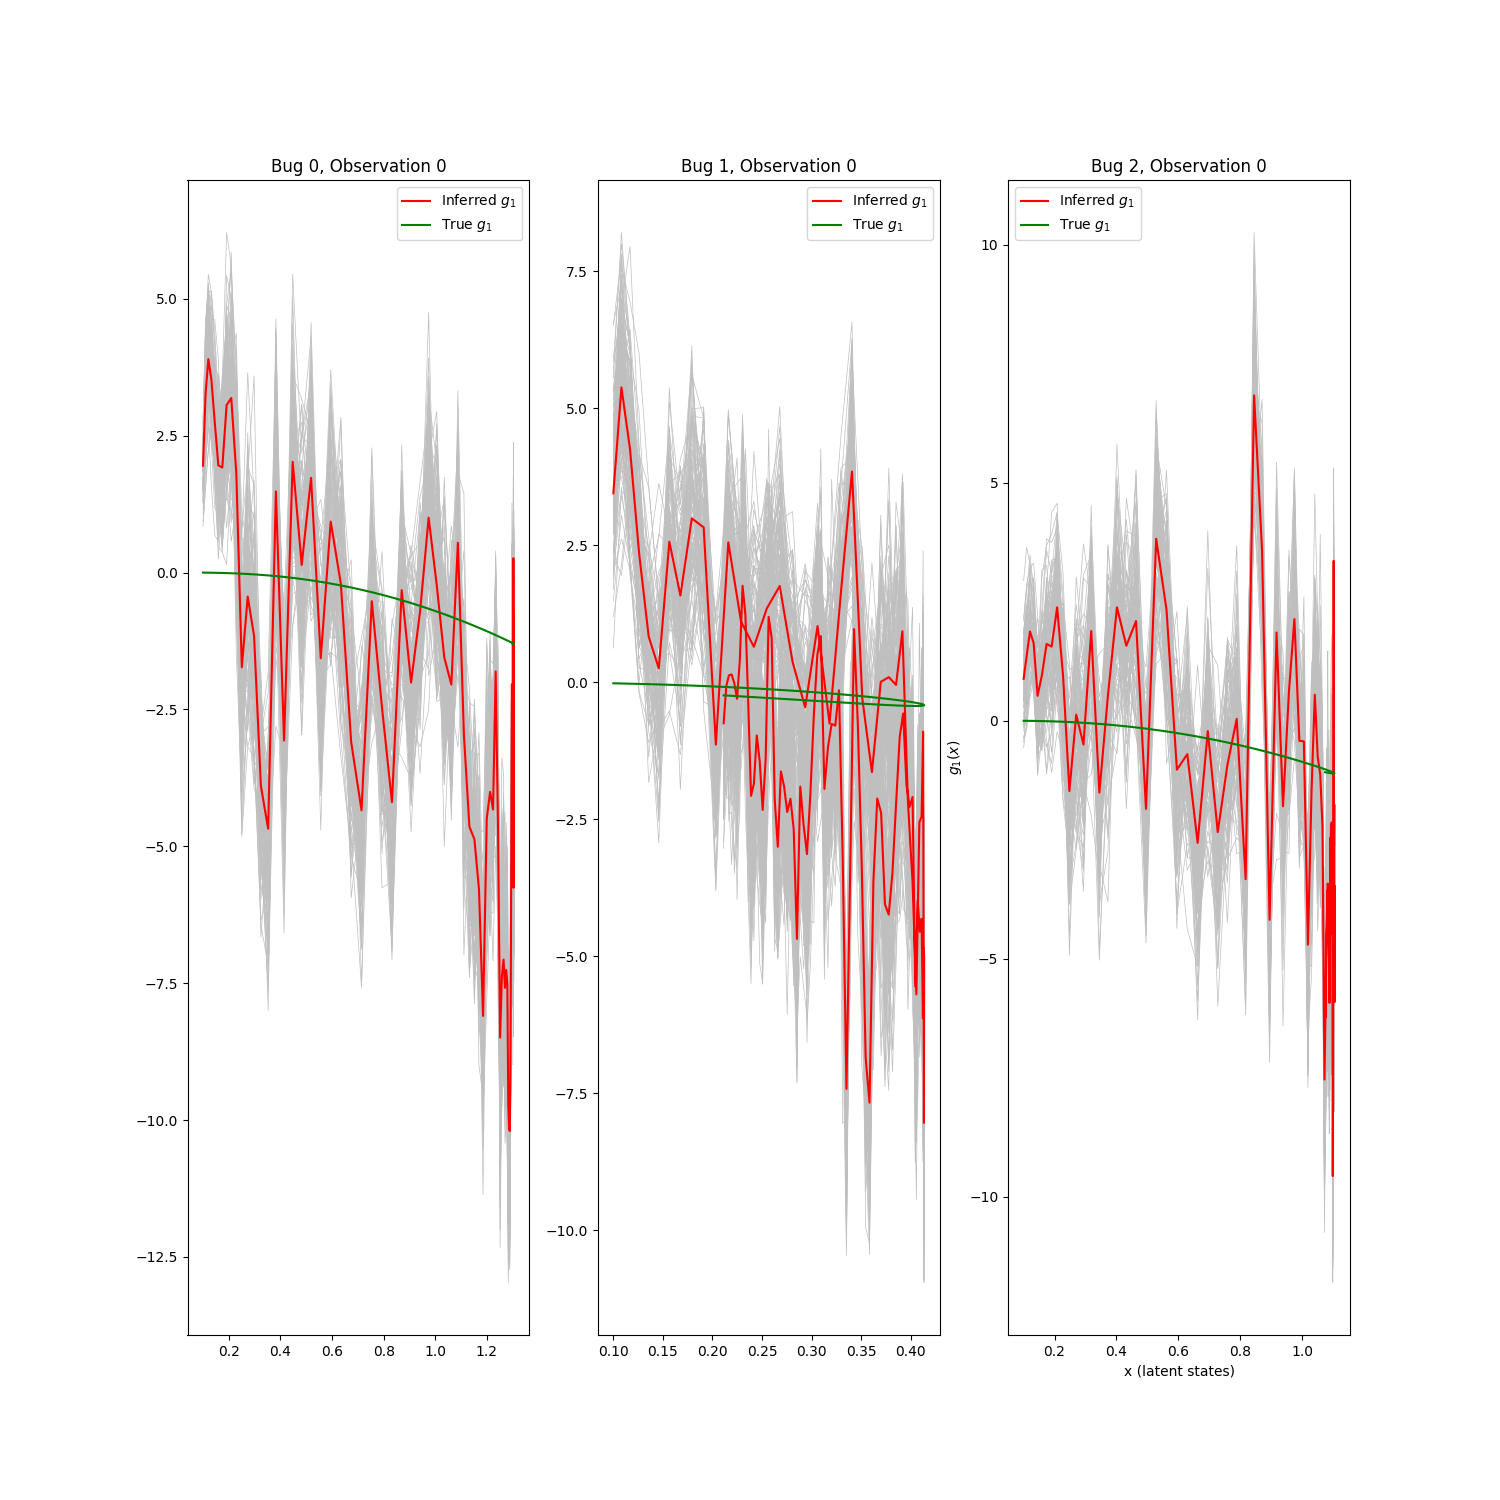 Bug 0, Observation 0
Inferred g₁
True g₁
5.0
2.5
0.0
−2.5
−5.0
−7.5
−10.0
−12.5
0.2 0.4 0.6 0.8 1.0 1.2
Bug 1, Observation 0
Inferred g₁
True g₁
7.5
5.0
2.5
0.0
−2.5
−5.0
−7.5
−10.0
0.10 0.15 0.20 0.25 0.30 0.35 0.40
Bug 2, Observation 0
Inferred g₁
True g₁
g₁(x)
10
5
0
−5
−10
0.2 0.4 0.6 0.8 1.0
x (latent states)